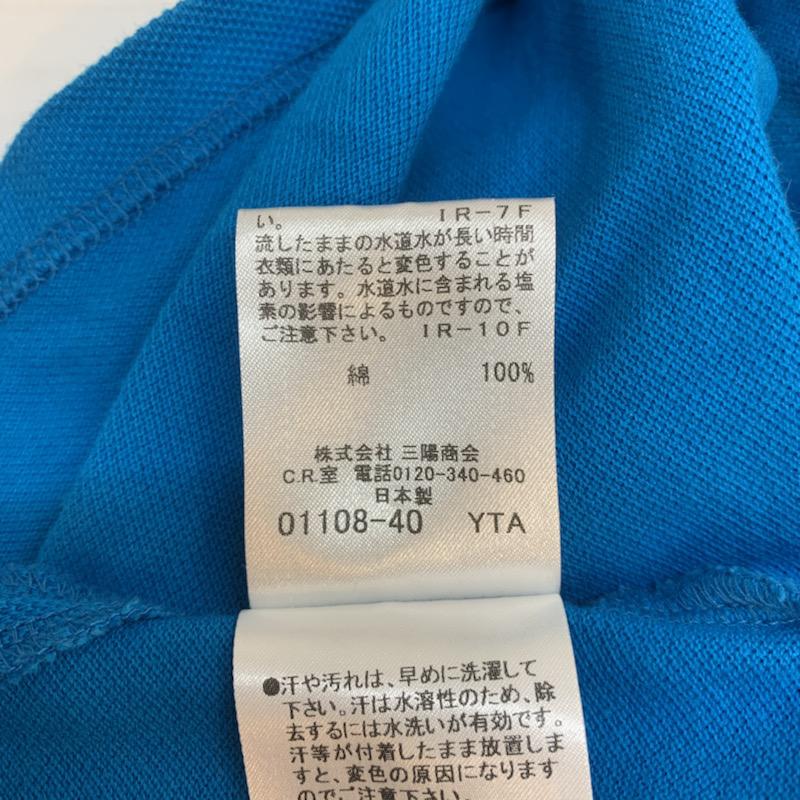 い。 IR-7F
流したままの水道水が長い時間
衣類にあたると変色することが
あります。水道水に含まれる塩
素の影響によるものですので、
ご注意下さい。 IR-10F
綿 100%
株式会社 三陽商会
C.R.室 電話0120-340-460
日本製
01108-40 YTA
●汗や汚れは、早めに洗濯して
下さい。汗は水溶性のため、除
去するには水洗いが有効です。
汗等が付着したまま放置しま
すと、変色の原因になります
のでご注意下さい。